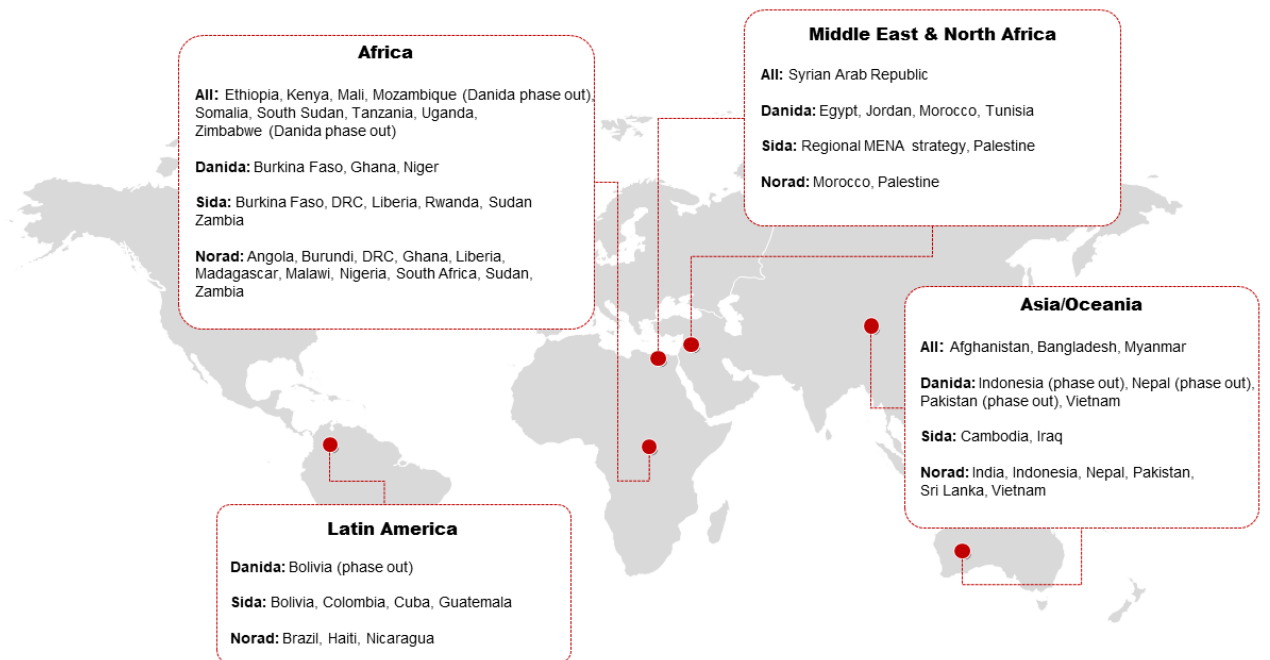 Africa
All: Ethiopia, Kenya, Mali, Mozambique (Danida phase out),
Somalia, South Sudan, Tanzania, Uganda,
Zimbabwe (Danida phase out)
Danida: Burkina Faso, Ghana, Niger
Sida: Burkina Faso, DRC, Liberia, Rwanda, Sudan
Zambia
Norad: Angola, Burundi, DRC, Ghana, Liberia,
Madagascar, Malawi, Nigeria, South Africa, Sudan,
Zambia
Middle East & North Africa
All: Syrian Arab Republic
Danida: Egypt, Jordan, Morocco, Tunisia
Sida: Regional MENA strategy, Palestine
Norad: Morocco, Palestine
Asia/Oceania
All: Afghanistan, Bangladesh, Myanmar
Danida: Indonesia (phase out), Nepal (phase out),
Pakistan (phase out), Vietnam
Sida: Cambodia, Iraq
Norad: India, Indonesia, Nepal, Pakistan,
Sri Lanka, Vietnam
Latin America
Danida: Bolivia (phase out)
Sida: Bolivia, Colombia, Cuba, Guatemala
Norad: Brazil, Haiti, Nicaragua